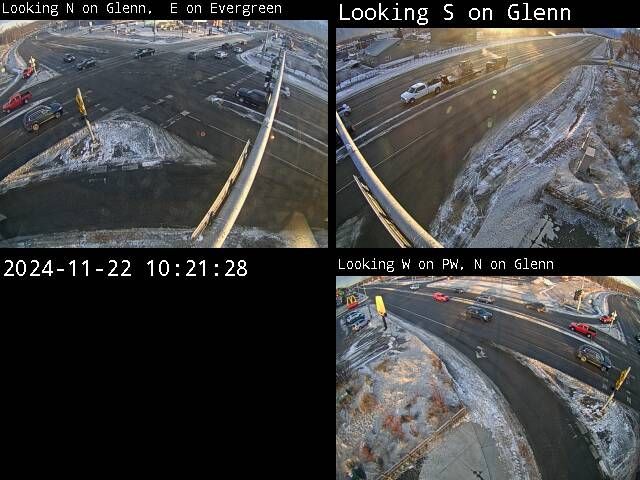 Looking N on Glenn,  E on Evergreen
Looking S on Glenn
2024-11-22 10:21:28
Looking W on PW, N on Glenn